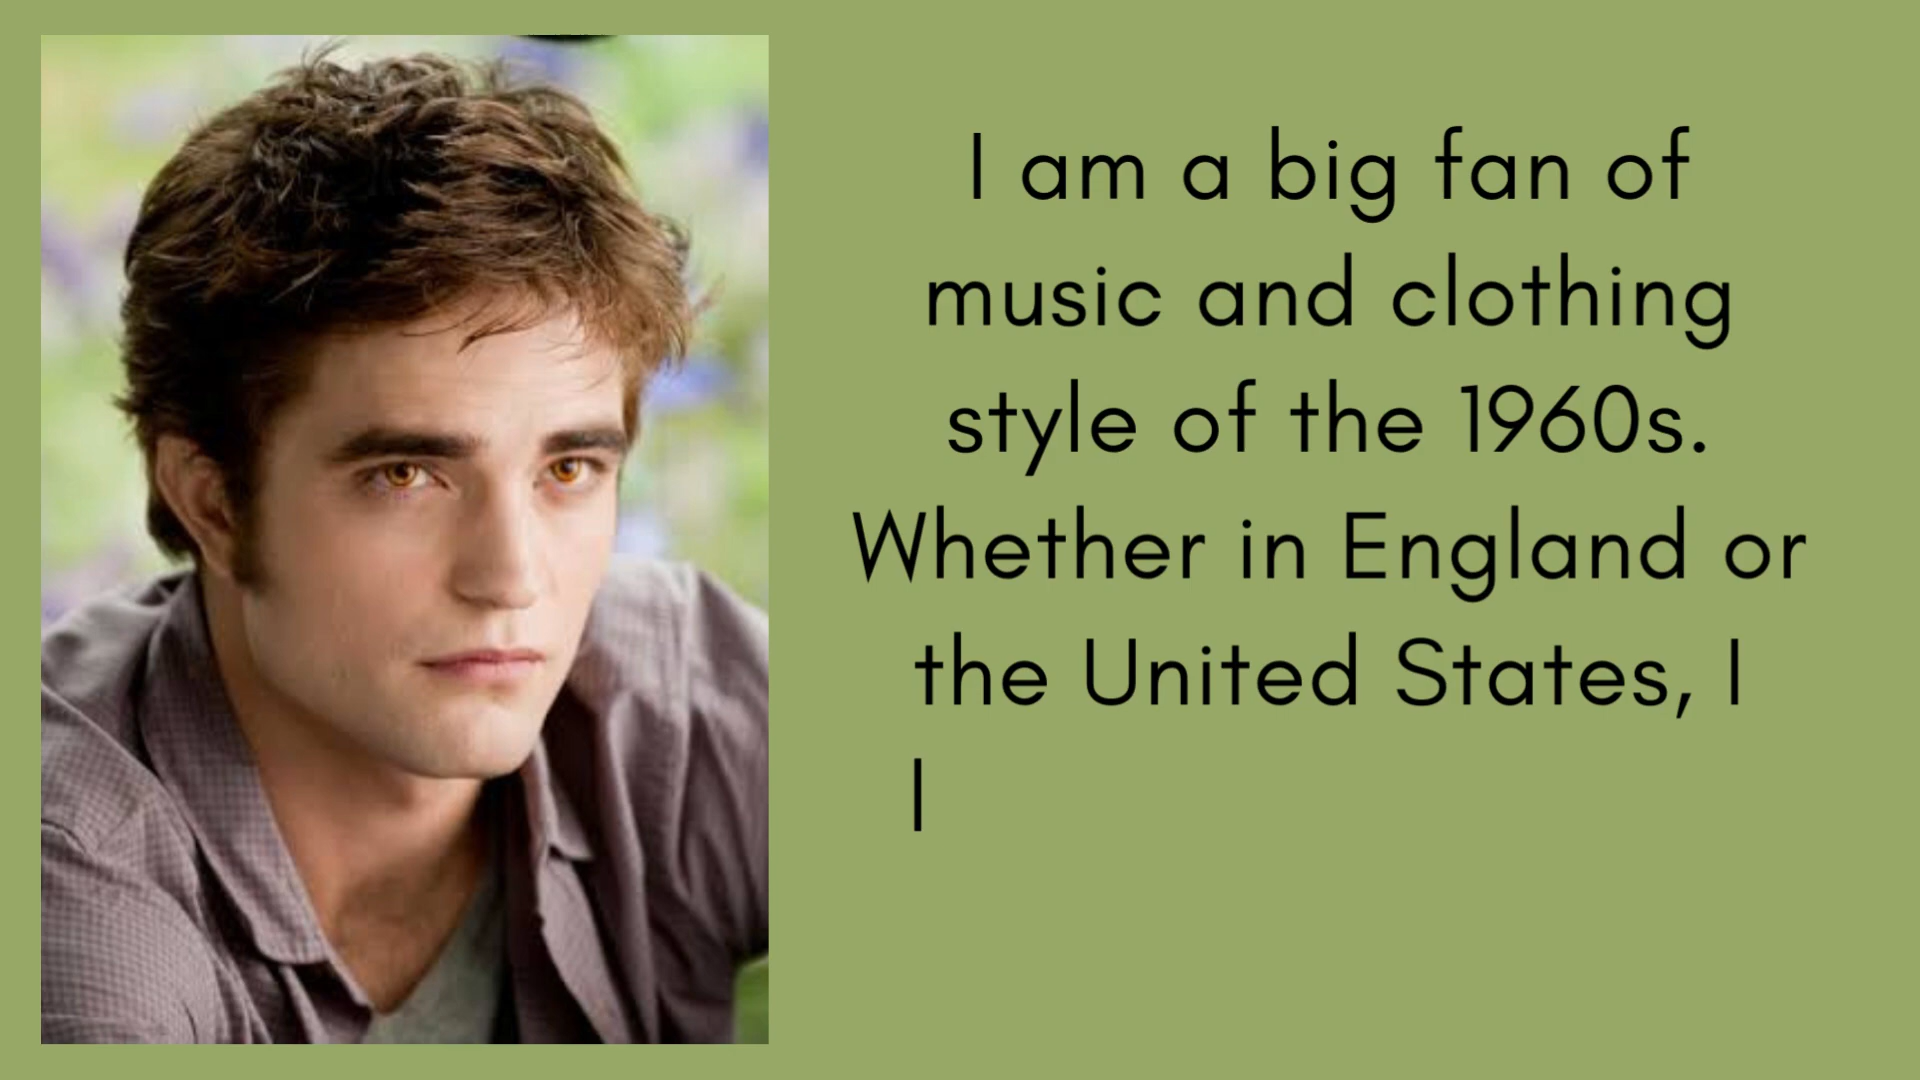 I am a big fan of
music and clothing
style of the 1960s.
Whether in England or
the United States, I
l